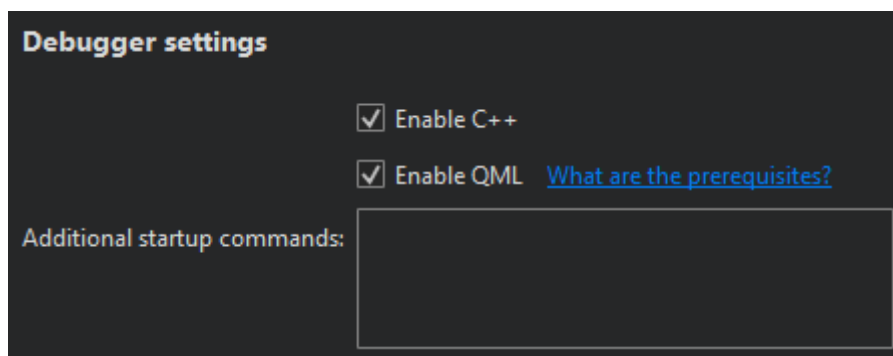 Debugger settings
Enable C++
Enable QML What are the prerequisites?
Additional startup commands: